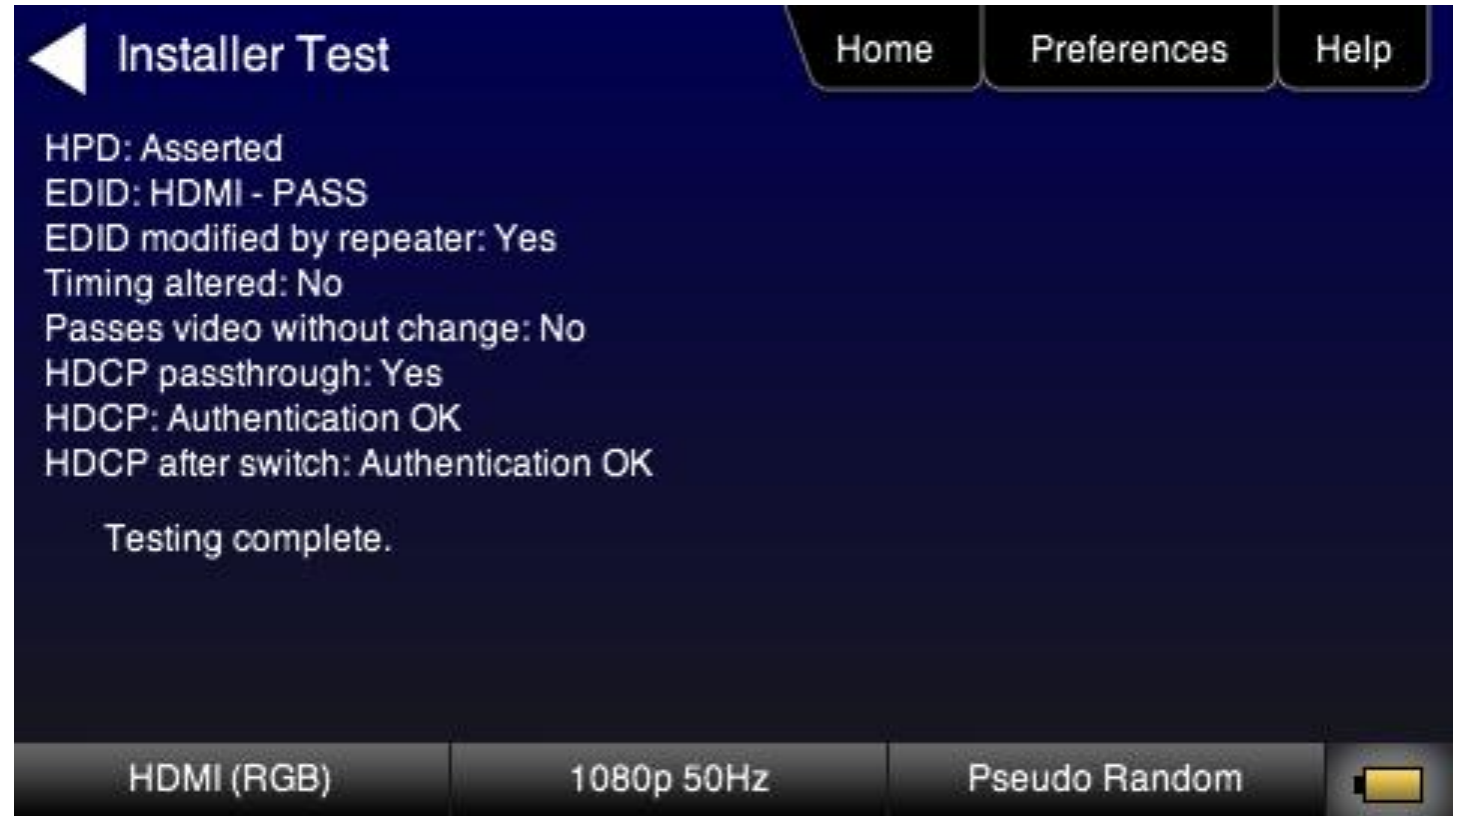 Installer Test
Home
Preferences
Help
HPD: Asserted
EDID: HDMI - PASS
EDID modified by repeater: Yes
Timing altered: No
Passes video without change: No
HDCP passthrough: Yes
HDCP: Authentication OK
HDCP after switch: Authentication OK
Testing complete.
HDMI (RGB)
1080p 50Hz
Pseudo Random